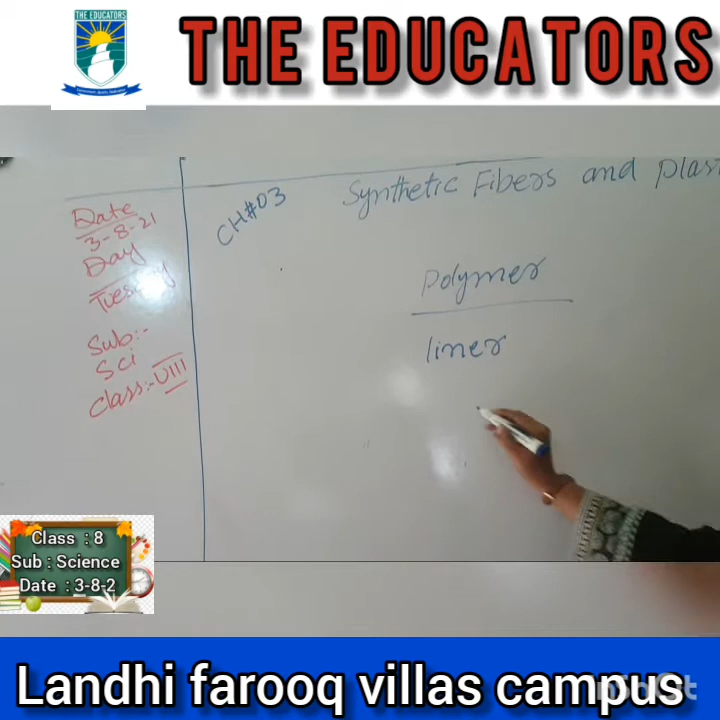 THE EDUCATORS
THE EDUCATORS
CH#03
Synthetic Fibers and Plas
Date
3-8-21
Day
Tuesday
Sub:-
Sci
Class:- VIII
Polymer
liner
Class : 8
Sub : Science
Date : 3-8-2
Landhi farooq villas campus